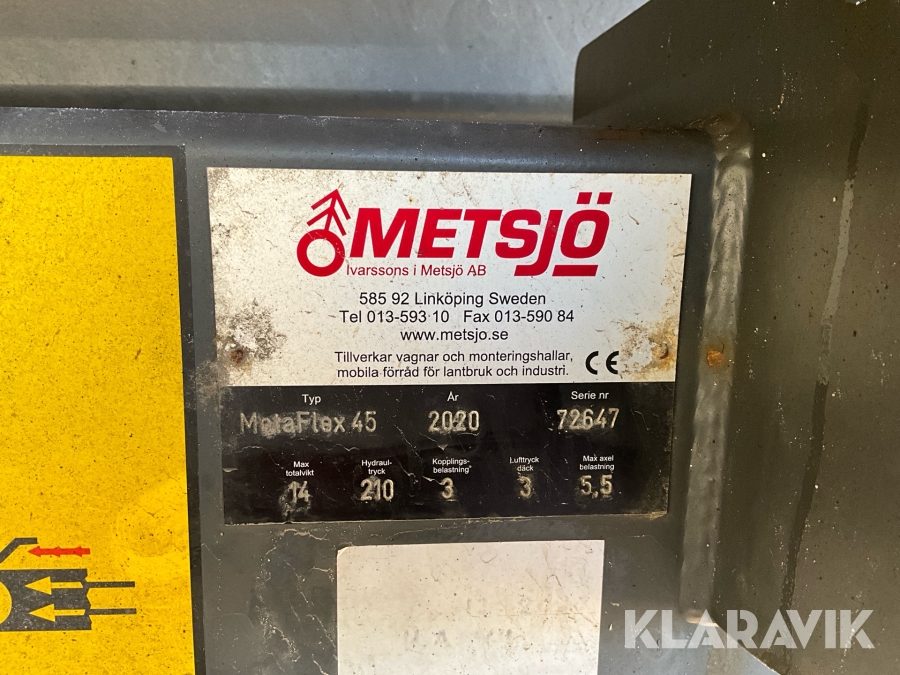 METSJÖ
Ivarssons i Metsjö AB
585 92 Linköping Sweden
Tel 013-593 10 Fax 013-590 84
www.metsjo.se
Tillverkar vagnar och monteringshallar,
mobila förråd för lantbruk och industri.
CE
Typ År Serie nr
MetaFlex 45 2020 72647
Max totalvikt Hydraul-tryck Kopplings-belastning Lufttryck däck Max axel belastning
14 210 3 3 5,5
KLARAVIK